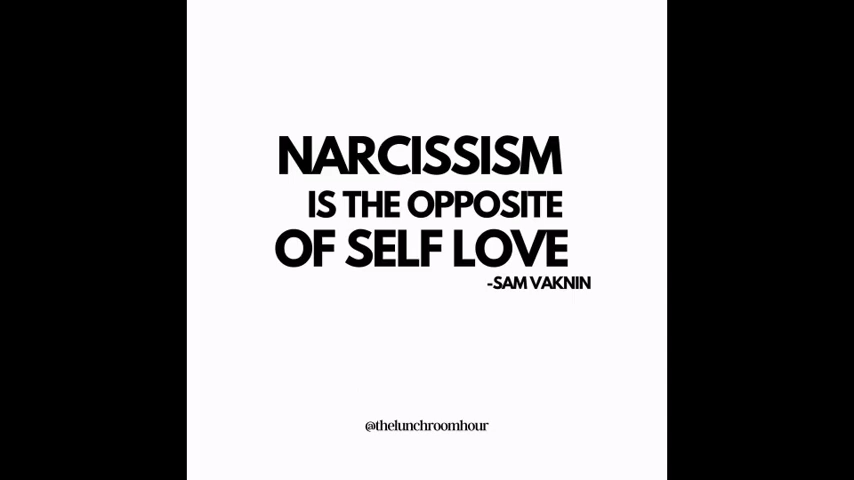 NARCISSISM
IS THE OPPOSITE
OF SELF LOVE
-SAM VAKNIN
@thelunchroomhour